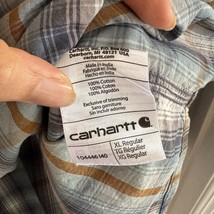 Carhartt, Inc.
Dearborn, MI 48121 USA
carhartt.com
Made in India
Fabriqué en Inde
Hecho en India
100% Cotton
100% Coton
100% Algodón
Exclusive of trimming
Sans garniture
Sin incluir adornos
carhartt
XL Regular
TG Régulier
XG Regular